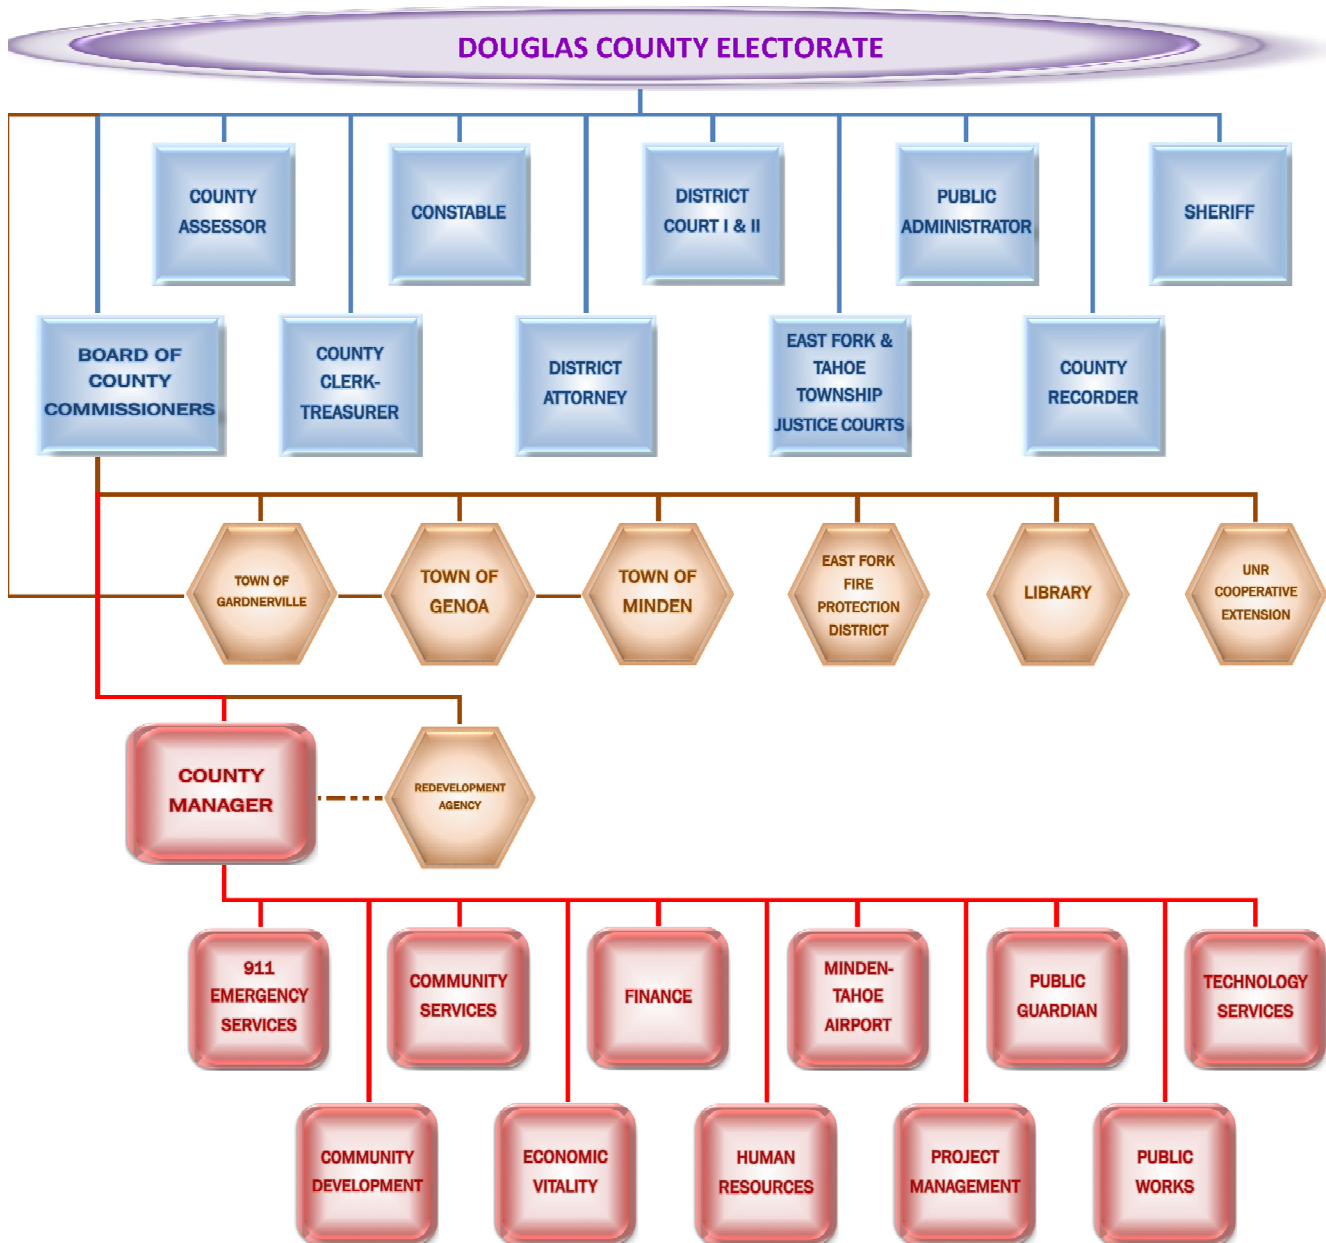 DOUGLAS COUNTY ELECTORATE
COUNTY
ASSESSOR
CONSTABLE
DISTRICT
COURT I & II
PUBLIC
ADMINISTRATOR
SHERIFF
BOARD OF
COUNTY
COMMISSIONERS
COUNTY
CLERK-
TREASURER
DISTRICT
ATTORNEY
EAST FORK &
TAHOE
TOWNSHIP
JUSTICE COURTS
COUNTY
RECORDER
TOWN OF
GARDNERVILLE
TOWN OF
GENOA
TOWN OF
MINDEN
EAST FORK
FIRE
PROTECTION
DISTRICT
LIBRARY
UNR
COOPERATIVE
EXTENSION
COUNTY
MANAGER
REDEVELOPMENT
AGENCY
911
EMERGENCY
SERVICES
COMMUNITY
SERVICES
FINANCE
MINDEN-
TAHOE
AIRPORT
PUBLIC
GUARDIAN
TECHNOLOGY
SERVICES
COMMUNITY
DEVELOPMENT
ECONOMIC
VITALITY
HUMAN
RESOURCES
PROJECT
MANAGEMENT
PUBLIC
WORKS